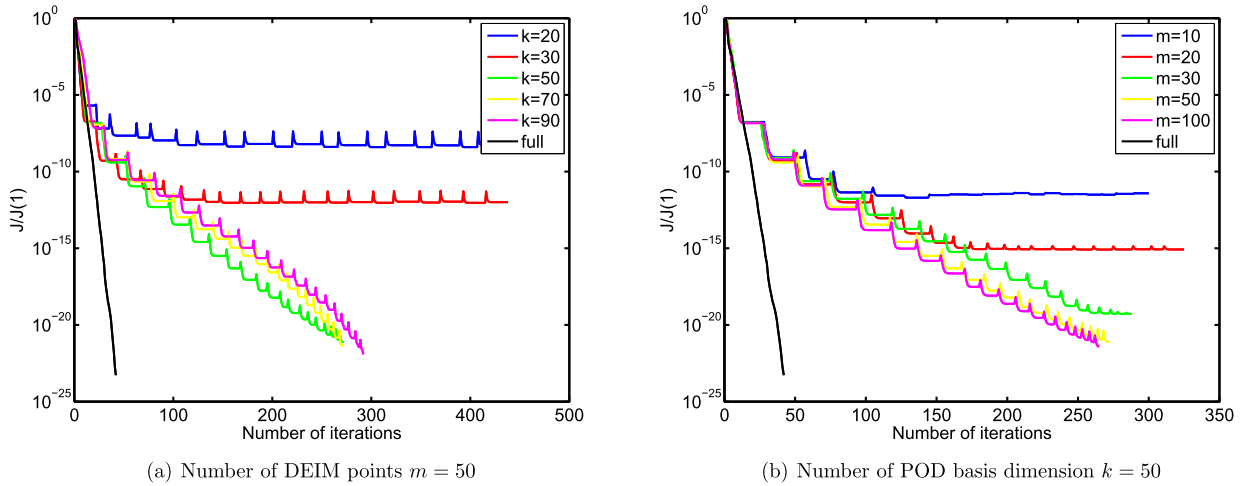 10^0
10^-5
10^-10
10^-15
10^-20
10^-25
J/J(1)
0
100
200
300
400
500
Number of iterations
k=20
k=30
k=50
k=70
k=90
full
(a) Number of DEIM points m = 50
10^0
10^-5
10^-10
10^-15
10^-20
10^-25
J/J(1)
0
50
100
150
200
250
300
350
Number of iterations
m=10
m=20
m=30
m=50
m=100
full
(b) Number of POD basis dimension k = 50